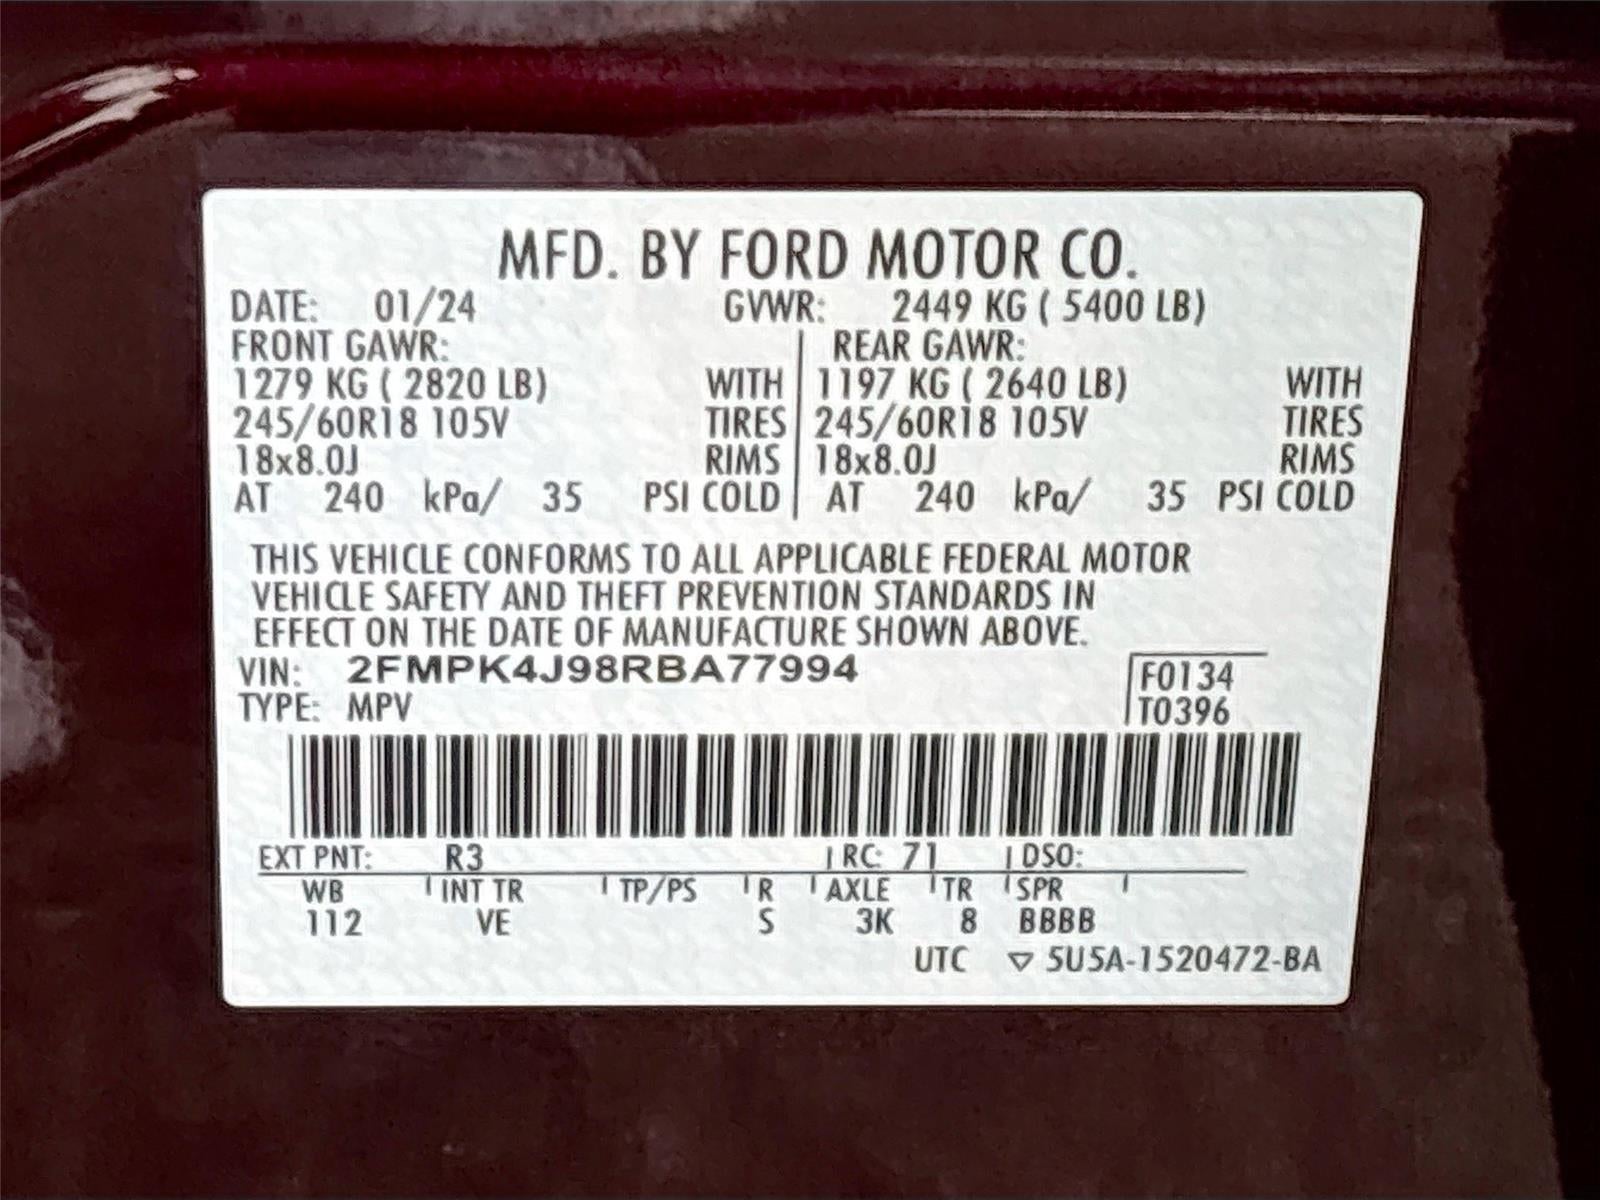 MFD. BY FORD MOTOR CO.
DATE: 01/24 GVWR: 2449 KG ( 5400 LB)
FRONT GAWR: REAR GAWR:
1279 KG ( 2820 LB) WITH 1197 KG ( 2640 LB) WITH
245/60R18 105V TIRES 245/60R18 105V TIRES
18x8.0J RIMS 18x8.0J RIMS
AT 240 kPa/ 35 PSI COLD AT 240 kPa/ 35 PSI COLD
THIS VEHICLE CONFORMS TO ALL APPLICABLE FEDERAL MOTOR
VEHICLE SAFETY AND THEFT PREVENTION STANDARDS IN
EFFECT ON THE DATE OF MANUFACTURE SHOWN ABOVE.
VIN: 2FMPK4J98RBA77994 F0134
TYPE: MPV T0396
EXT PNT: R3 RC: 71 DSO:
WB INT TR TP/PS R AXLE TR SPR
112 VE S 3K 8 BBBB
UTC ▽ 5U5A-1520472-BA